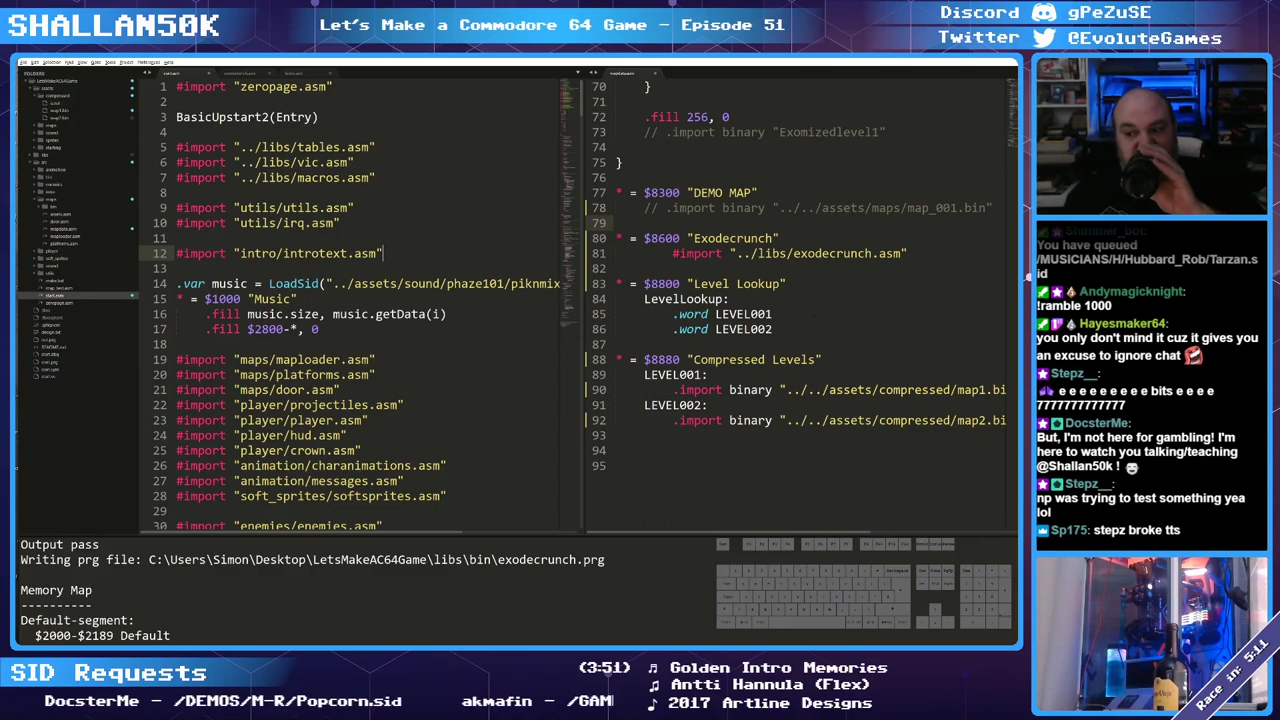 SHALLAN50K
Let's Make a Commodore 64 Game - Episode 51
Discord gPeZuSE
Twitter @EvoluteGames
1 #import "zeropage.asm"
2
3 BasicUpstart2(Entry)
4
5 #import "../libs/tables.asm"
6 #import "../libs/vic.asm"
7 #import "../libs/macros.asm"
8
9 #import "utils/utils.asm"
10 #import "utils/irq.asm"
11
12 #import "intro/introtext.asm"
13
14 .var music = LoadSid("../assets/sound/phaze101/piknmix
15 * = $1000 "Music"
16 .fill music.size, music.getData(i)
17 .fill $2800-*, 0
18
19 #import "maps/maploader.asm"
20 #import "maps/platforms.asm"
21 #import "maps/door.asm"
22 #import "player/projectiles.asm"
23 #import "player/player.asm"
24 #import "player/hud.asm"
25 #import "player/crown.asm"
26 #import "animation/charanimations.asm"
27 #import "animation/messages.asm"
28 #import "soft_sprites/softsprites.asm"
29
30 #import "enemies/enemies.asm"
70 }
71
72 .fill 256, 0
73 // .import binary "Exomizedlevel1"
74
75 }
76
77 * = $8300 "DEMO MAP"
78 // .import binary "../../assets/maps/map_001.bin"
79
80 * = $8600 "Exodecrunch"
81 #import "../libs/exodecrunch.asm"
82
83 * = $8800 "Level Lookup"
84 LevelLookup:
85 .word LEVEL001
86 .word LEVEL002
87
88 * = $8880 "Compressed Levels"
89 LEVEL001:
90 .import binary "../../assets/compressed/map1.bi
91 LEVEL002:
92 .import binary "../../assets/compressed/map2.bi
93
94
95
Output pass
Writing prg file: C:\Users\Simon\Desktop\LetsMakeAC64Game\libs\bin\exodecrunch.prg
Memory Map
----------
Default-segment:
$2000-$2189 Default
Shimmer_bot:
You have queued
/MUSICIANS/H/Hubbard_Rob/Tarzan.s
id
Andymagicknight:
!ramble 1000
Hayesmaker64:
you only don't mind it cuz it gives you
an excuse to ignore chat
Stepz__:
e e e e e e e e e bits e e e e
7777777777777
DocsterMe:
But, I'm not here for gambling! I'm
here to watch you talking/teaching
@Shallan50k !
Stepz__:
np was trying to test something yea
lol
Sp175: stepz broke tts
Race in: 5:11
SID Requests
DocsterMe - /DEMOS/M-R/Popcorn.sid akmafin - /GAM
(3:51) Golden Intro Memories
Antti Hannula (Flex)
2017 Artline Designs